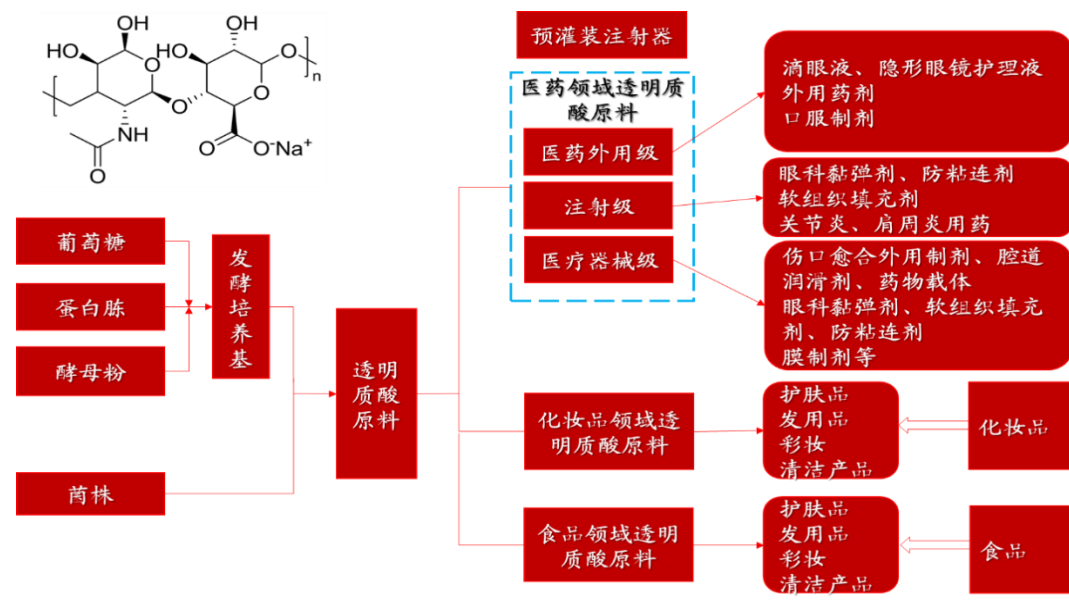 OH
OH
HO
O
HO
OH
O
n
O
O
NH
O
O
O⁻Na⁺
O
葡萄糖
蛋白胨
酵母粉
菌株
发
酵
培
养
基
透明
质酸
原料
预灌装注射器
医药领域透明质
酸原料
医药外用级
注射级
医疗器械级
化妆品领域透
明质酸原料
食品领域透明
质酸原料
滴眼液、隐形眼镜护理液
外用药剂
口服制剂
眼科黏弹剂、防粘连剂
软组织填充剂
关节炎、肩周炎用药
伤口愈合外用制剂、腔道
润滑剂、药物载体
眼科黏弹剂、软组织填充
剂、防粘连剂
膜制剂等
护肤品
发用品
彩妆
清洁产品
化妆品
护肤品
发用品
彩妆
清洁产品
食品